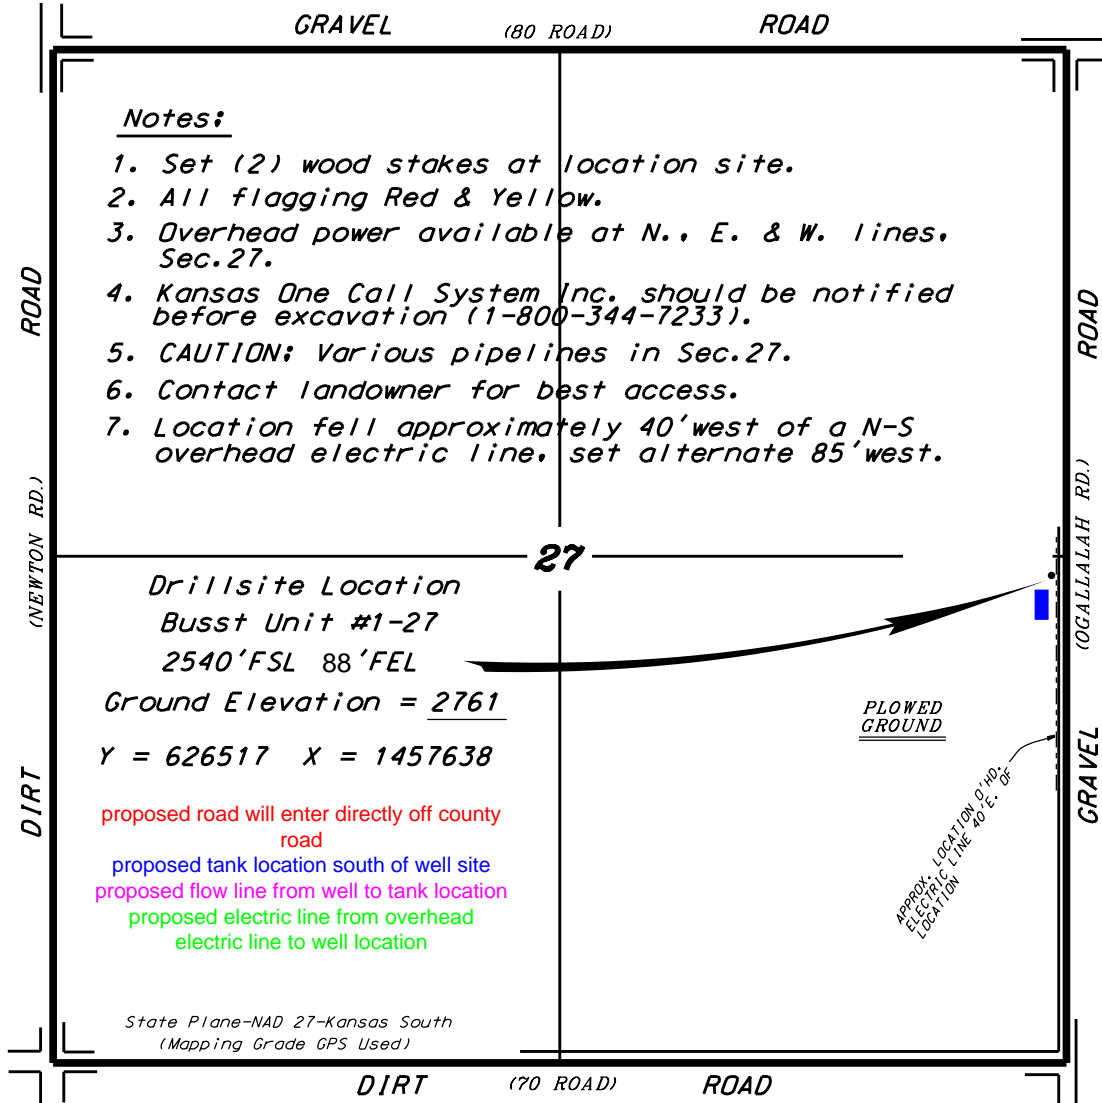 GRAVEL (80 ROAD) ROAD
Notes:
1. Set (2) wood stakes at location site.
2. All flagging Red & Yellow.
3. Overhead power available at N., E. & W. lines,
Sec.27.
4. Kansas One Call System Inc. should be notified
before excavation (1-800-344-7233).
5. CAUTION: Various pipelines in Sec.27.
6. Contact landowner for best access.
7. Location fell approximately 40'west of a N-S
overhead electric line, set alternate 85'west.
DIRT (NEWTON RD.) ROAD
GRAVEL (OGALLALAH RD.) ROAD
27
Drillsite Location
Busst Unit #1-27
2540'FSL 88'FEL
Ground Elevation = 2761
Y = 626517 X = 1457638
PLOWED
GROUND
APPROX. LOCATION O'HD.
ELECTRIC LINE 40'E. OF
LOCATION
proposed road will enter directly off county
road
proposed tank location south of well site
proposed flow line from well to tank location
proposed electric line from overhead
electric line to well location
State Plane-NAD 27-Kansas South
(Mapping Grade GPS Used)
DIRT (70 ROAD) ROAD